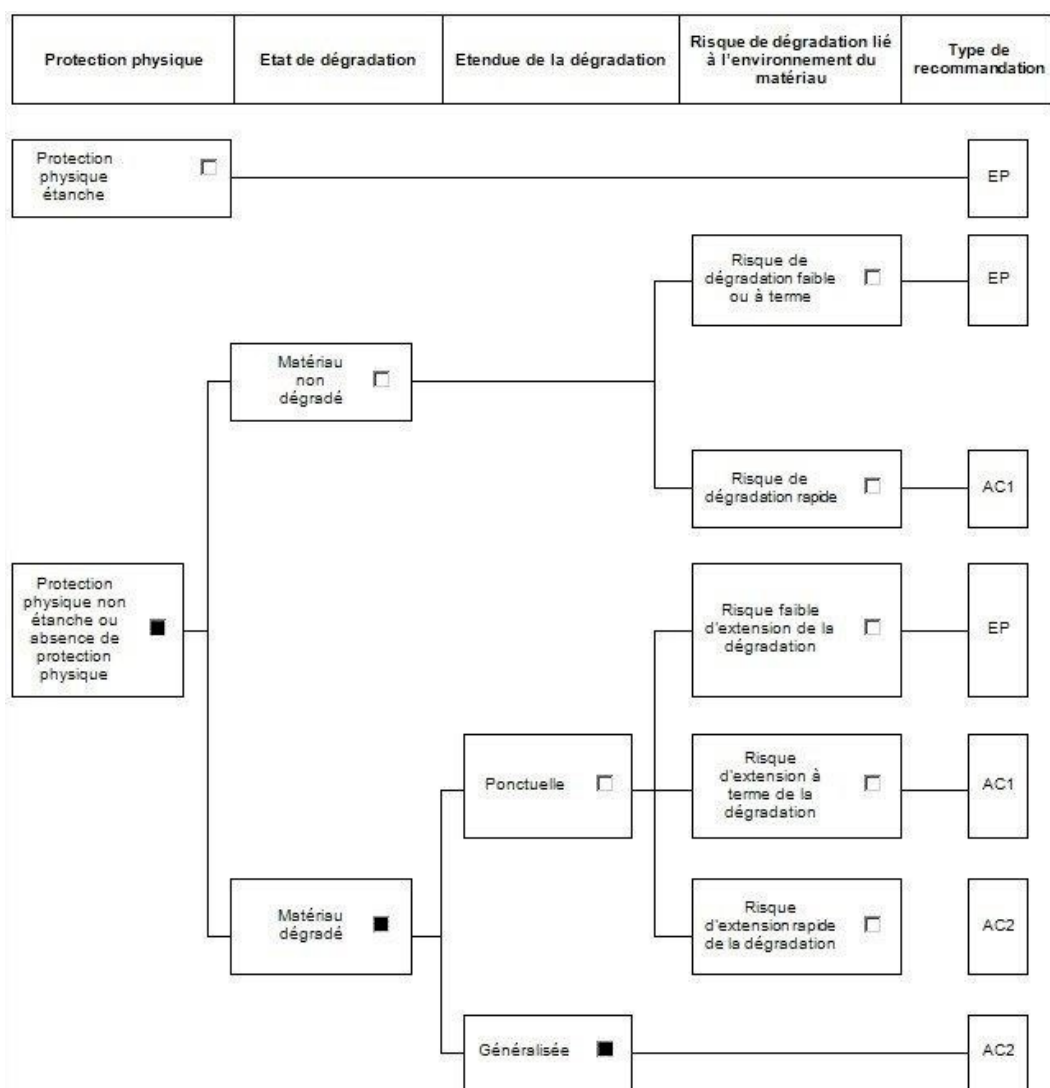 Protection physique
Etat de dégradation
Etendue de la dégradation
Risque de dégradation lié
à l'environnement du
matériau
Type de
recommandation
Protection
physique
étanche
EP
Risque de
dégradation faible
ou à terme
EP
Matériau
non
dégradé
Risque de
dégradation rapide
AC1
Protection
physique non
étanche ou
absence de
protection
physique
Risque faible
d'extension de la
dégradation
EP
Ponctuelle
Risque
d'extension à
terme de la
dégradation
AC1
Matériau
dégradé
Risque
d'extension rapide
de la dégradation
AC2
Généralisée
AC2